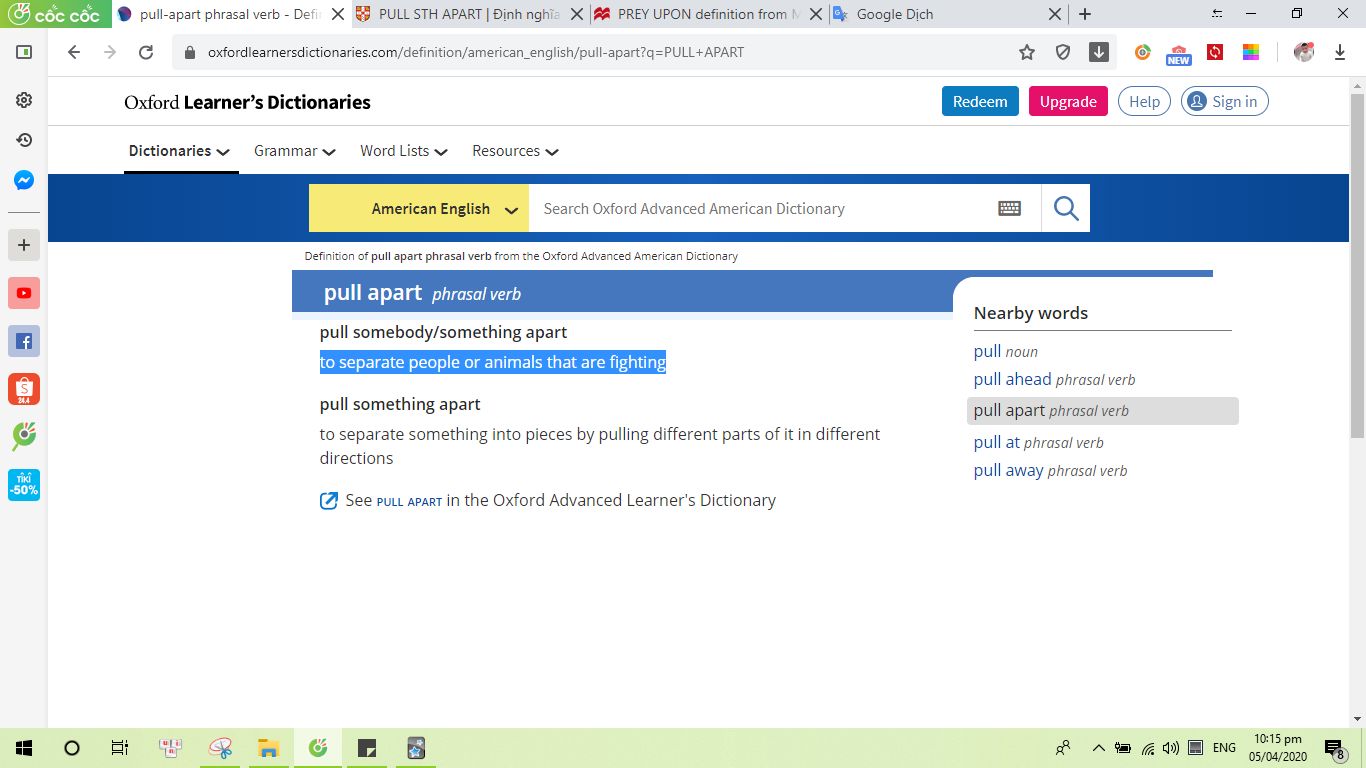 cốc cốc
pull-apart phrasal verb - Defin
PULL STH APART | Định nghĩa
PREY UPON definition from M
Google Dịch
oxfordlearnersdictionaries.com/definition/american_english/pull-apart?q=PULL+APART
NEW
Oxford Learner's Dictionaries
Redeem
Upgrade
Help
Sign in
Dictionaries
Grammar
Word Lists
Resources
American English
Search Oxford Advanced American Dictionary
Definition of pull apart phrasal verb from the Oxford Advanced American Dictionary
pull apart phrasal verb
pull somebody/something apart
to separate people or animals that are fighting
pull something apart
to separate something into pieces by pulling different parts of it in different
directions
See PULL APART in the Oxford Advanced Learner's Dictionary
Nearby words
pull noun
pull ahead phrasal verb
pull apart phrasal verb
pull at phrasal verb
pull away phrasal verb
24.4
TIKI
-50%
ENG
10:15 pm
05/04/2020
8